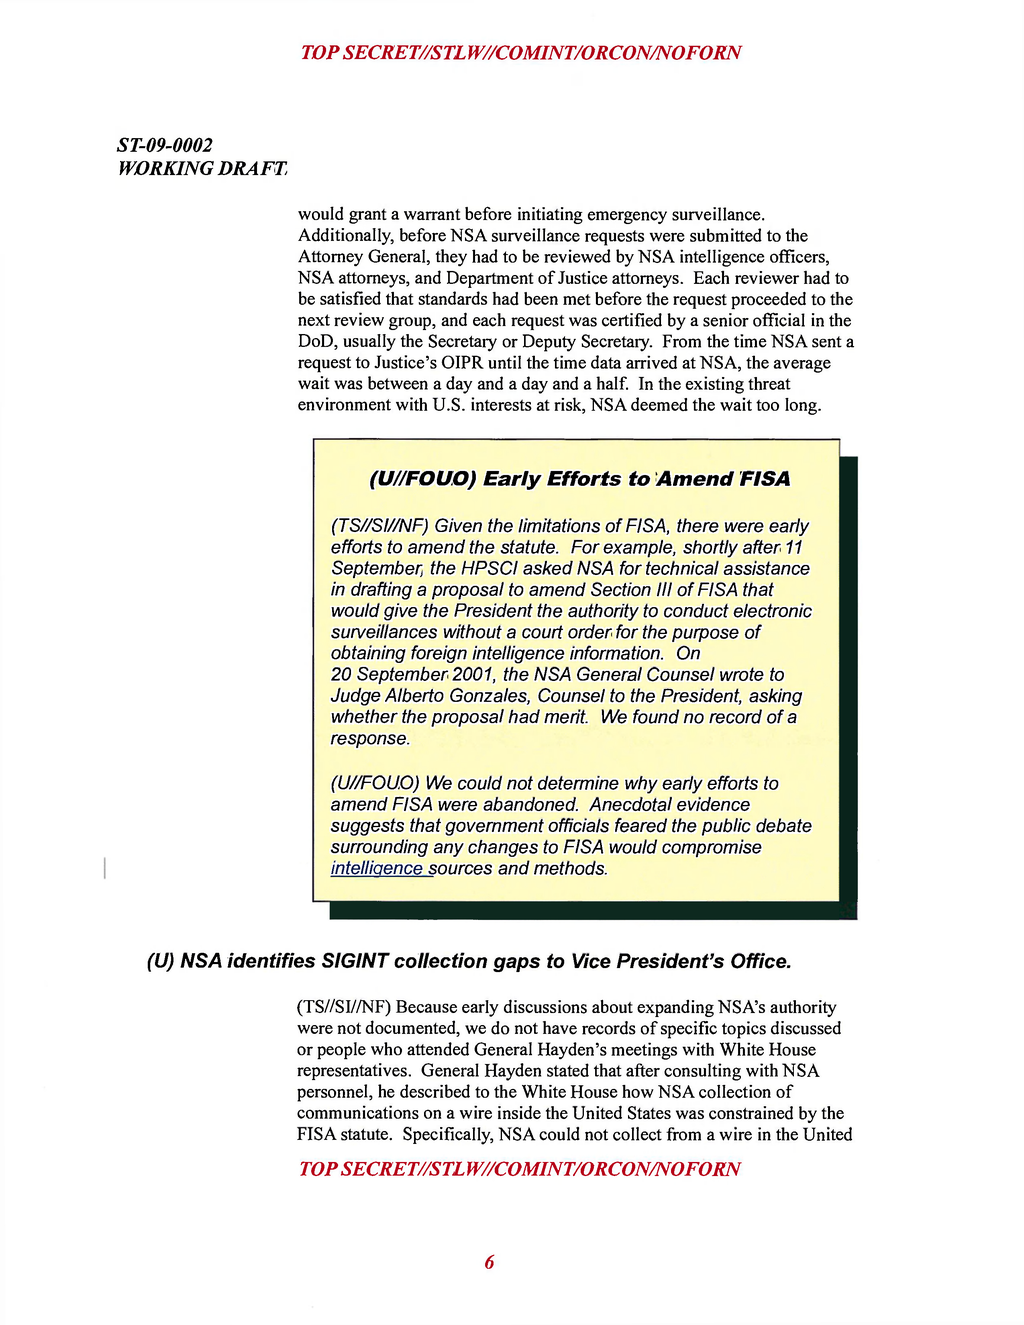 TOP SECRET//STLW//COMINT/ORCON/NOFORN
ST-09-0002
WORKING DRAFT
would grant a warrant before initiating emergency surveillance.
Additionally, before NSA surveillance requests were submitted to the
Attorney General, they had to be reviewed by NSA intelligence officers,
NSA attorneys, and Department of Justice attorneys.  Each reviewer had to
be satisfied that standards had been met before the request proceeded to the
next review group, and each request was certified by a senior official in the
DoD, usually the Secretary or Deputy Secretary.  From the time NSA sent a
request to Justice's OIPR until the time data arrived at NSA, the average
wait was between a day and a day and a half.  In the existing threat
environment with U.S. interests at risk, NSA deemed the wait too long.
(U//FOUO) Early Efforts to Amend FISA
(TS//SI//NF) Given the limitations of FISA, there were early
efforts to amend the statute.  For example, shortly after 11
September, the HPSCI asked NSA for technical assistance
in drafting a proposal to amend Section III of FISA that
would give the President the authority to conduct electronic
surveillances without a court order for the purpose of
obtaining foreign intelligence information.  On
20 September 2001, the NSA General Counsel wrote to
Judge Alberto Gonzales, Counsel to the President, asking
whether the proposal had merit.  We found no record of a
response.
(U//FOUO) We could not determine why early efforts to
amend FISA were abandoned.  Anecdotal evidence
suggests that government officials feared the public debate
surrounding any changes to FISA would compromise
intelligence sources and methods.
(U) NSA identifies SIGINT collection gaps to Vice President's Office.
(TS//SI//NF) Because early discussions about expanding NSA's authority
were not documented, we do not have records of specific topics discussed
or people who attended General Hayden's meetings with White House
representatives.  General Hayden stated that after consulting with NSA
personnel, he described to the White House how NSA collection of
communications on a wire inside the United States was constrained by the
FISA statute.  Specifically, NSA could not collect from a wire in the United
TOP SECRET//STLW//COMINT/ORCON/NOFORN
6